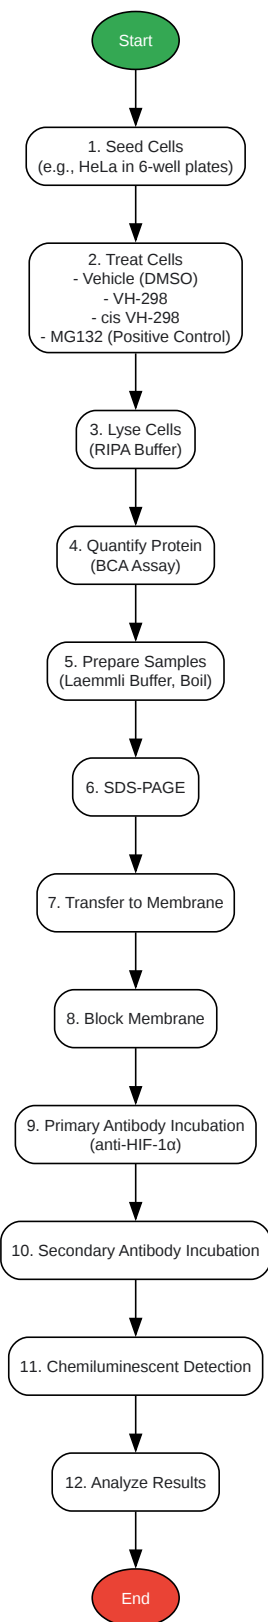 Start
1. Seed Cells
(e.g., HeLa in 6-well plates)
2. Treat Cells
- Vehicle (DMSO)
- VH-298
- cis VH-298
- MG132 (Positive Control)
3. Lyse Cells
(RIPA Buffer)
4. Quantify Protein
(BCA Assay)
5. Prepare Samples
(Laemmli Buffer, Boil)
6. SDS-PAGE
7. Transfer to Membrane
8. Block Membrane
9. Primary Antibody Incubation
(anti-HIF-1α)
10. Secondary Antibody Incubation
11. Chemiluminescent Detection
12. Analyze Results
End